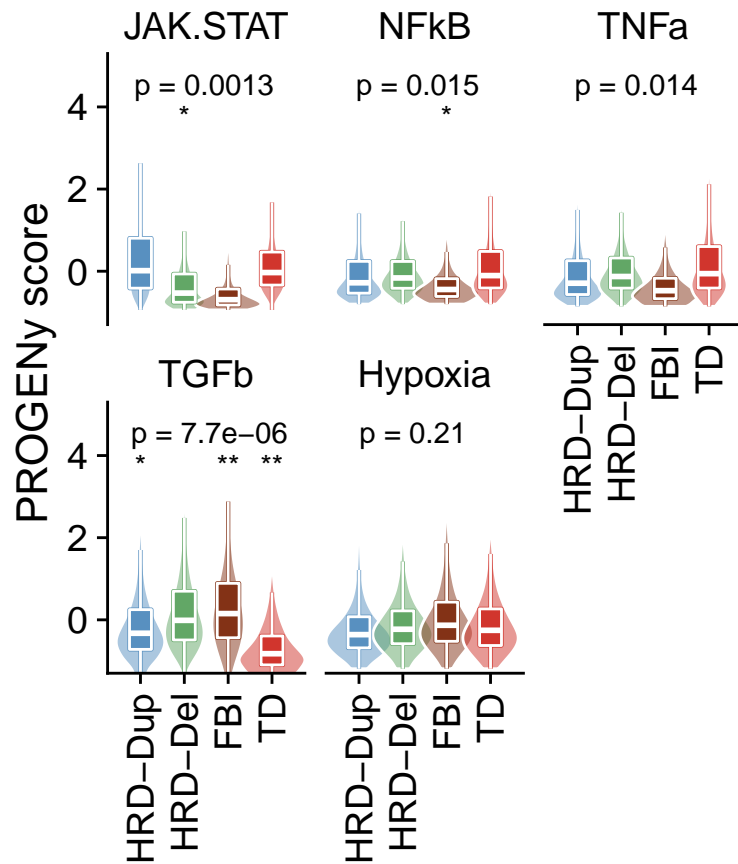 JAK.STAT NFkB TNFa
p = 0.0013 p = 0.015 p = 0.014
* *
4
2
0
PROGENy score
HRD−Dup HRD−Del FBI TD
TGFb Hypoxia
p = 7.7e−06 p = 0.21
* ** **
4
2
0
HRD−Dup HRD−Del FBI TD HRD−Dup HRD−Del FBI TD